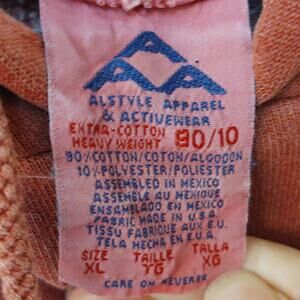 ALSTYLE APPAREL
& ACTIVEWEAR
EXTRA-COTTON
HEAVY WEIGHT 90/10
90% COTTON/COTON/ALGODON
10% POLYESTER/POLIESTER
ASSEMBLED IN MEXICO
ASSEMBLE AU MEXIQUE
ENSAMBLADO EN MEXICO
FABRIC MADE IN U.S.A.
TISSU FABRIQUE AUX E.U.
TELA HECHA EN E.U.A.
SIZE TAILLE TALLA
XL TG XG
CARE ON REVERSE